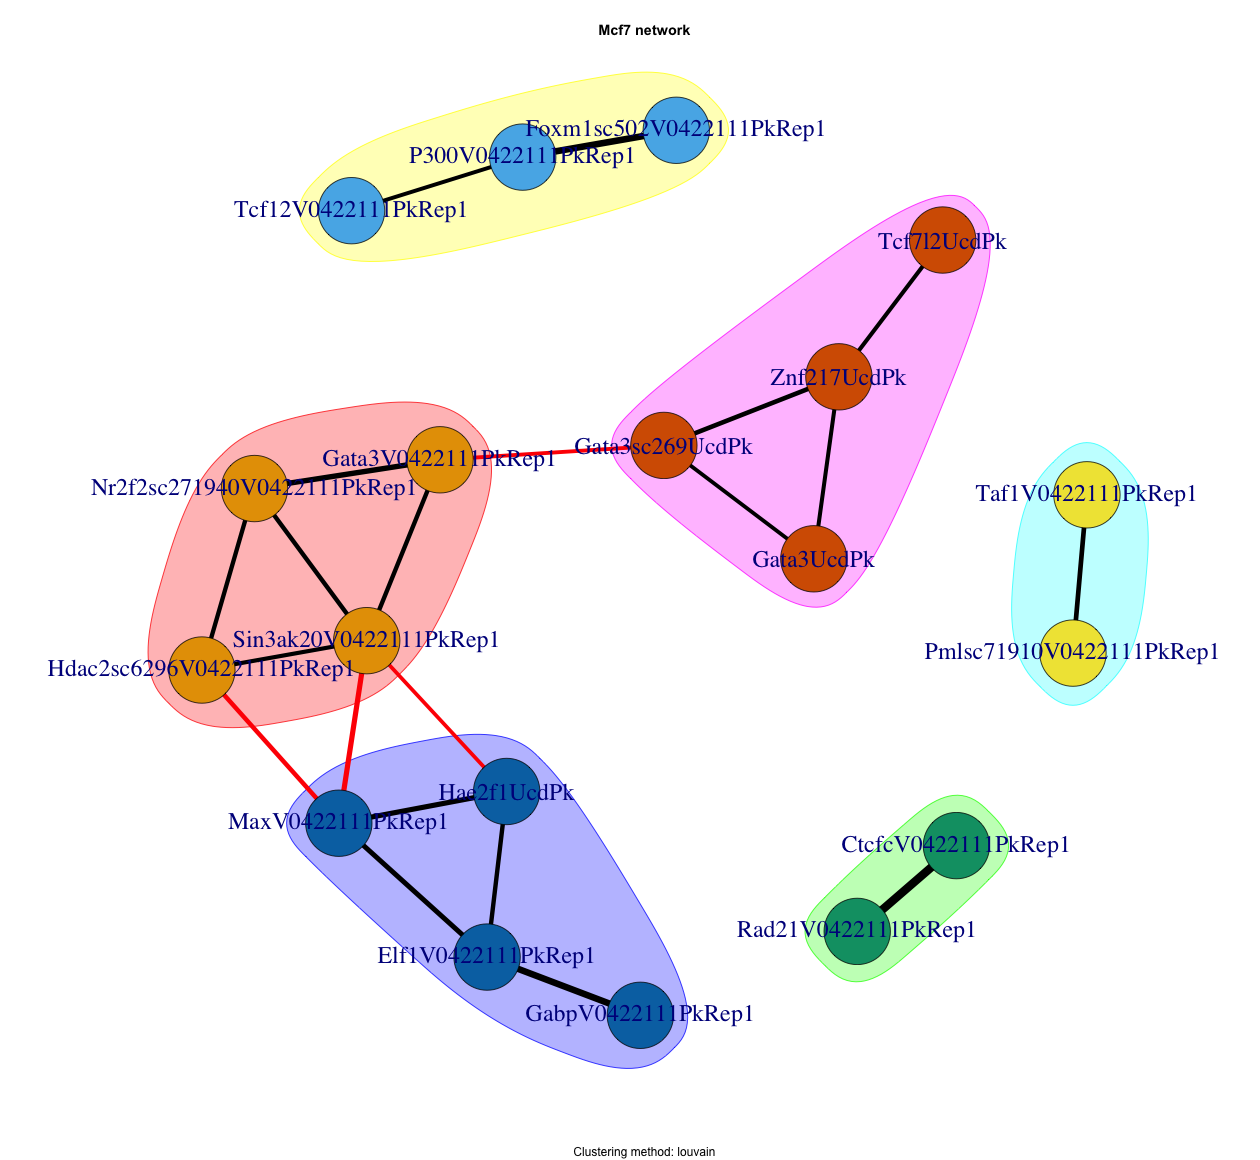 Mcf7 network
Foxm1sc502V0422111PkRep1
P300V0422111PkRep1
Tcf12V0422111PkRep1
Tcf7l2UcdPk
Znf217UcdPk
Gata3sc269UcdPk
Gata3V0422111PkRep1
Nr2f2sc271940V0422111PkRep1
Taf1V0422111PkRep1
Gata3UcdPk
Sin3ak20V0422111PkRep1
Pmlsc71910V0422111PkRep1
Hdac2sc6296V0422111PkRep1
Hae2f1UcdPk
MaxV0422111PkRep1
CtcfcV0422111PkRep1
Rad21V0422111PkRep1
Elf1V0422111PkRep1
GabpV0422111PkRep1
Clustering method: louvain